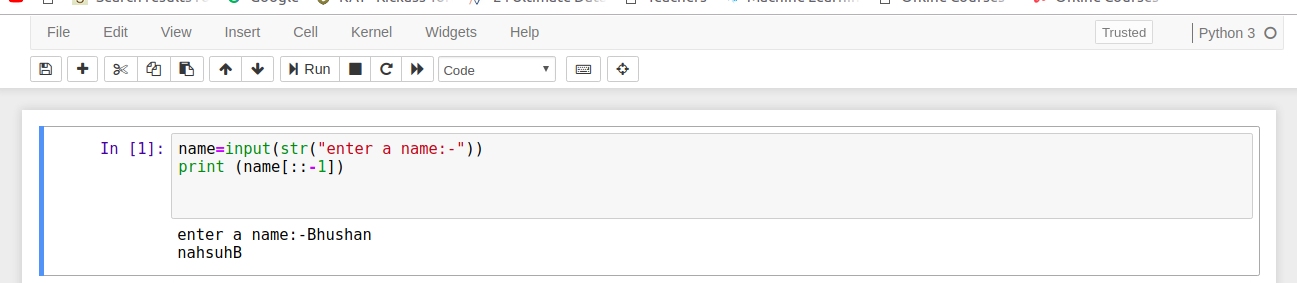 Google
File Edit View Insert Cell Kernel Widgets Help Trusted Python 3
Run Code
In [1]: name=input(str("enter a name:-"))
print (name[::-1])
enter a name:-Bhushan
nahsuhB